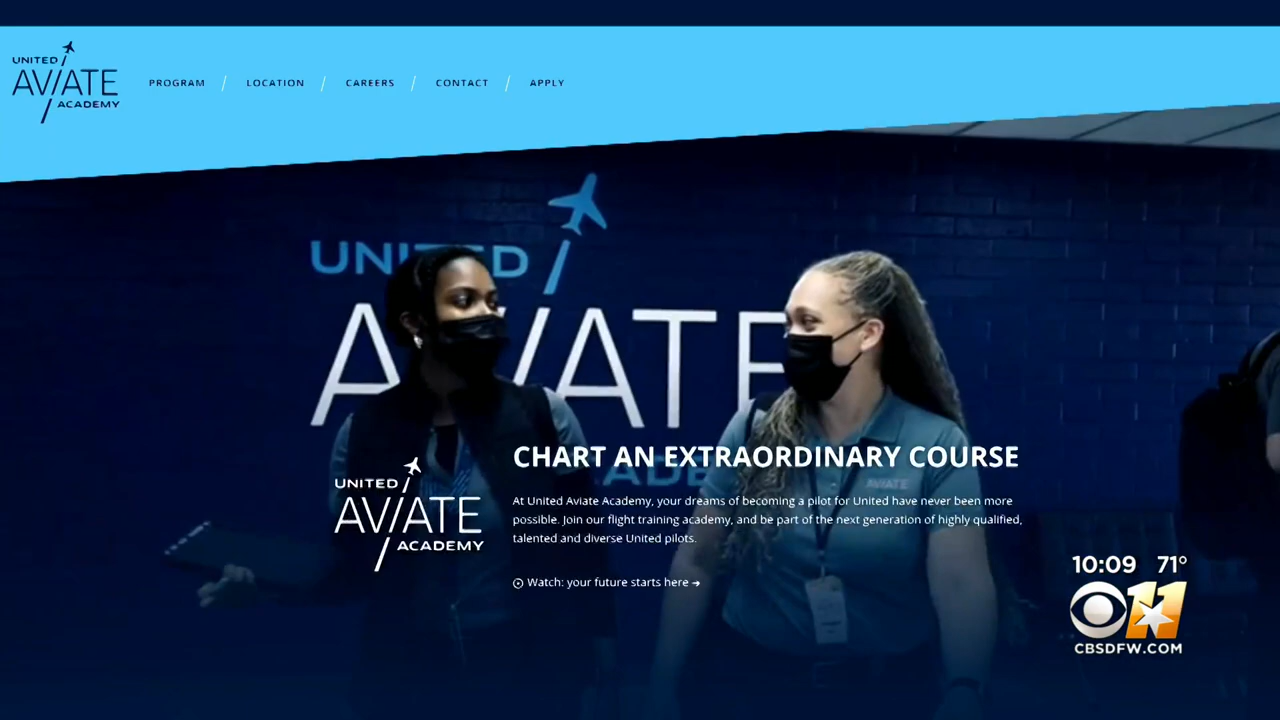 UNITED
AVIATE
ACADEMY
PROGRAM / LOCATION / CAREERS / CONTACT / APPLY
UNITED
AVIATE
CHART AN EXTRAORDINARY COURSE
AVIATE
UNITED
AVIATE
ACADEMY
At United Aviate Academy, your dreams of becoming a pilot for United have never been more
possible. Join our flight training academy, and be part of the next generation of highly qualified,
talented and diverse United pilots.
Watch: your future starts here ➔
10:09 71°
11
CBSDFW.COM